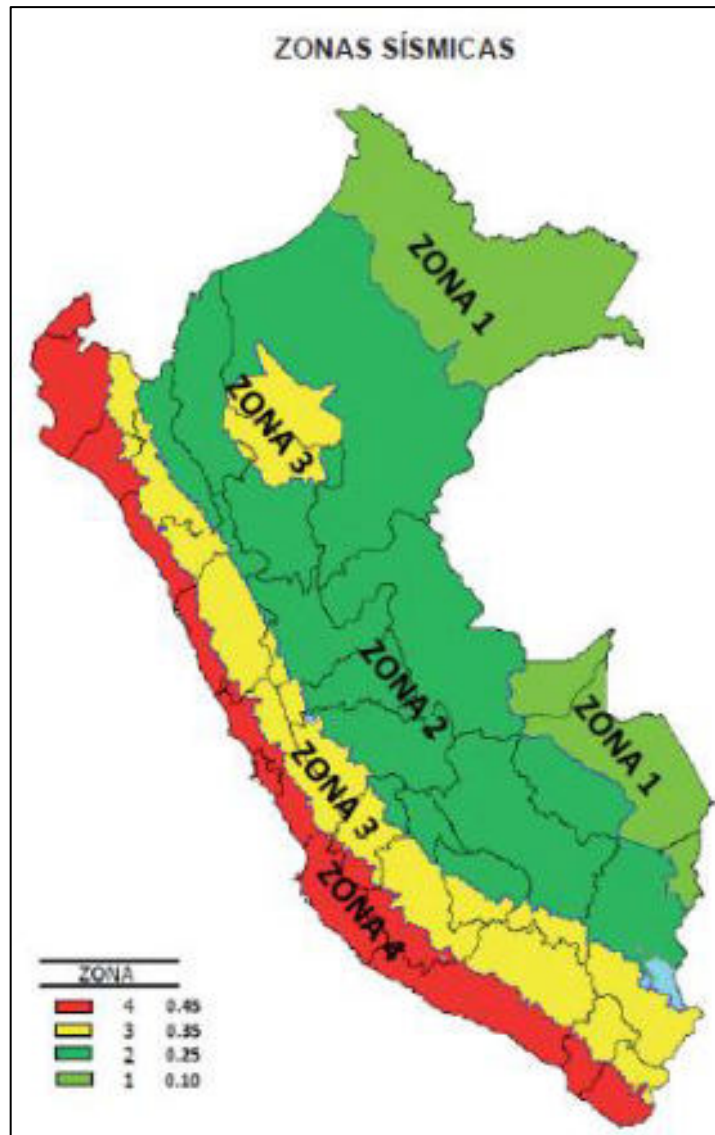 ZONAS SÍSMICAS
ZONA 1
ZONA 3
ZONA 2
ZONA 1
ZONA 3
ZONA 4
ZONA
4 0.45
3 0.35
2 0.25
1 0.10